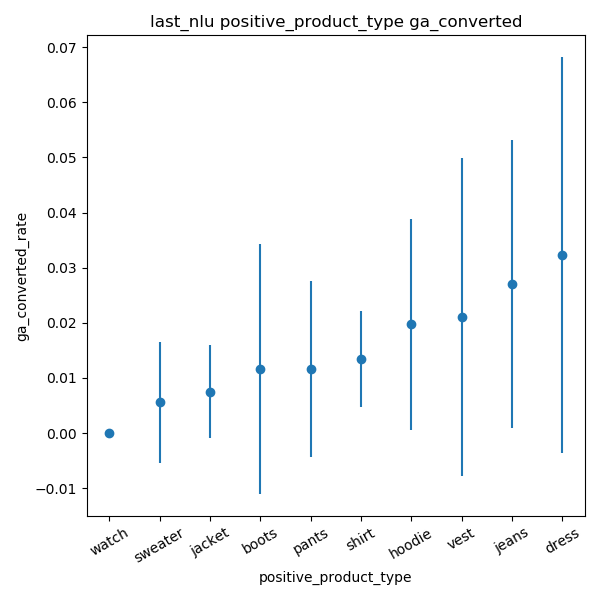 last_nlu positive_product_type ga_converted
0.07
0.06
0.05
0.04
0.03
0.02
0.01
0.00
−0.01
ga_converted_rate
watch
sweater
jacket
boots
pants
shirt
hoodie
vest
jeans
dress
positive_product_type